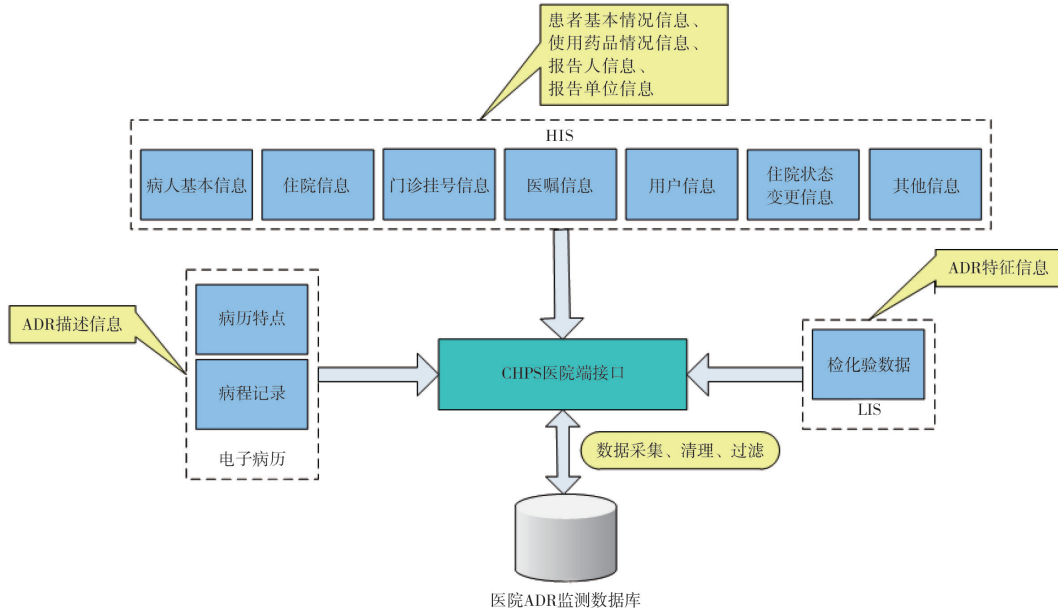 患者基本情况信息、
使用药品情况信息、
报告人信息、
报告单位信息
HIS
病人基本信息
住院信息
门诊挂号信息
医嘱信息
用户信息
住院状态
变更信息
其他信息
ADR特征信息
ADR描述信息
病历特点
病程记录
电子病历
CHPS医院端接口
检化验数据
LIS
数据采集、清理、过滤
医院ADR监测数据库